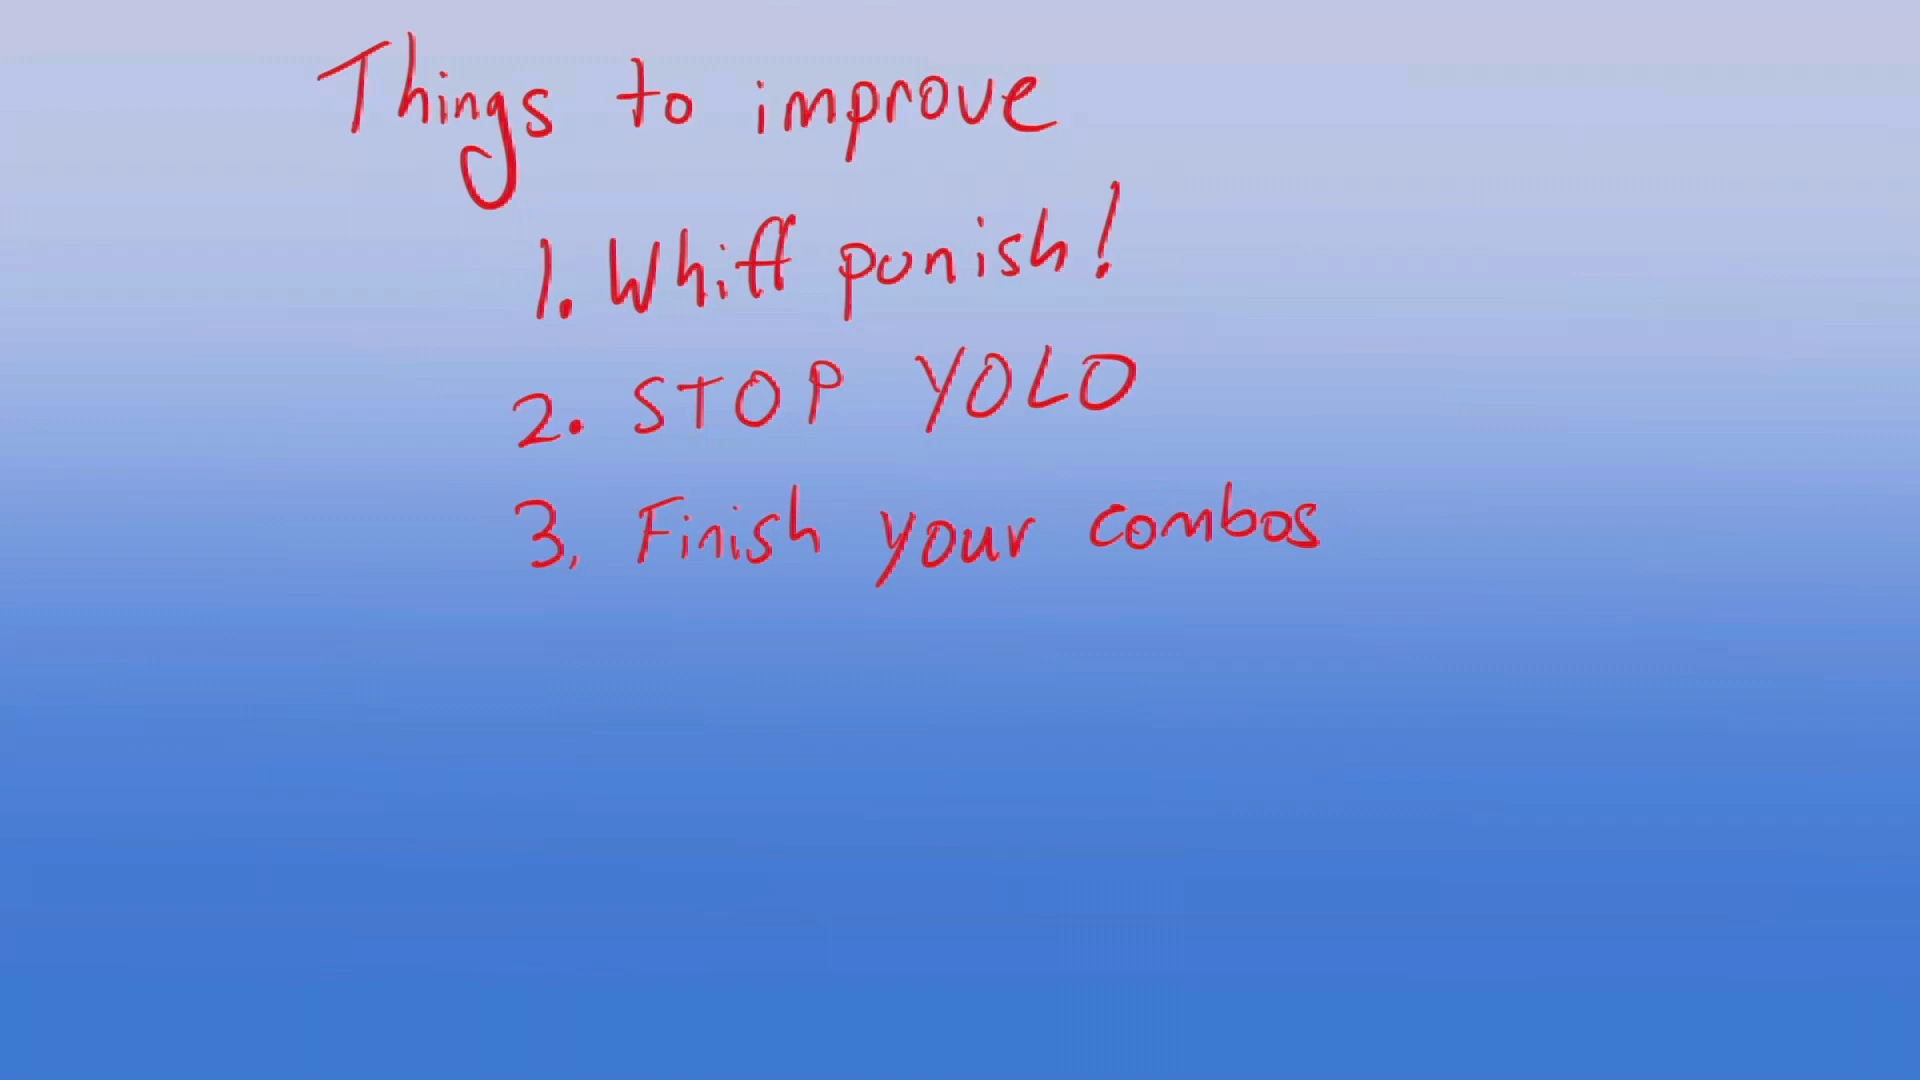 Things to improve
1. Whiff punish!
2. STOP YOLO
3. Finish your combos